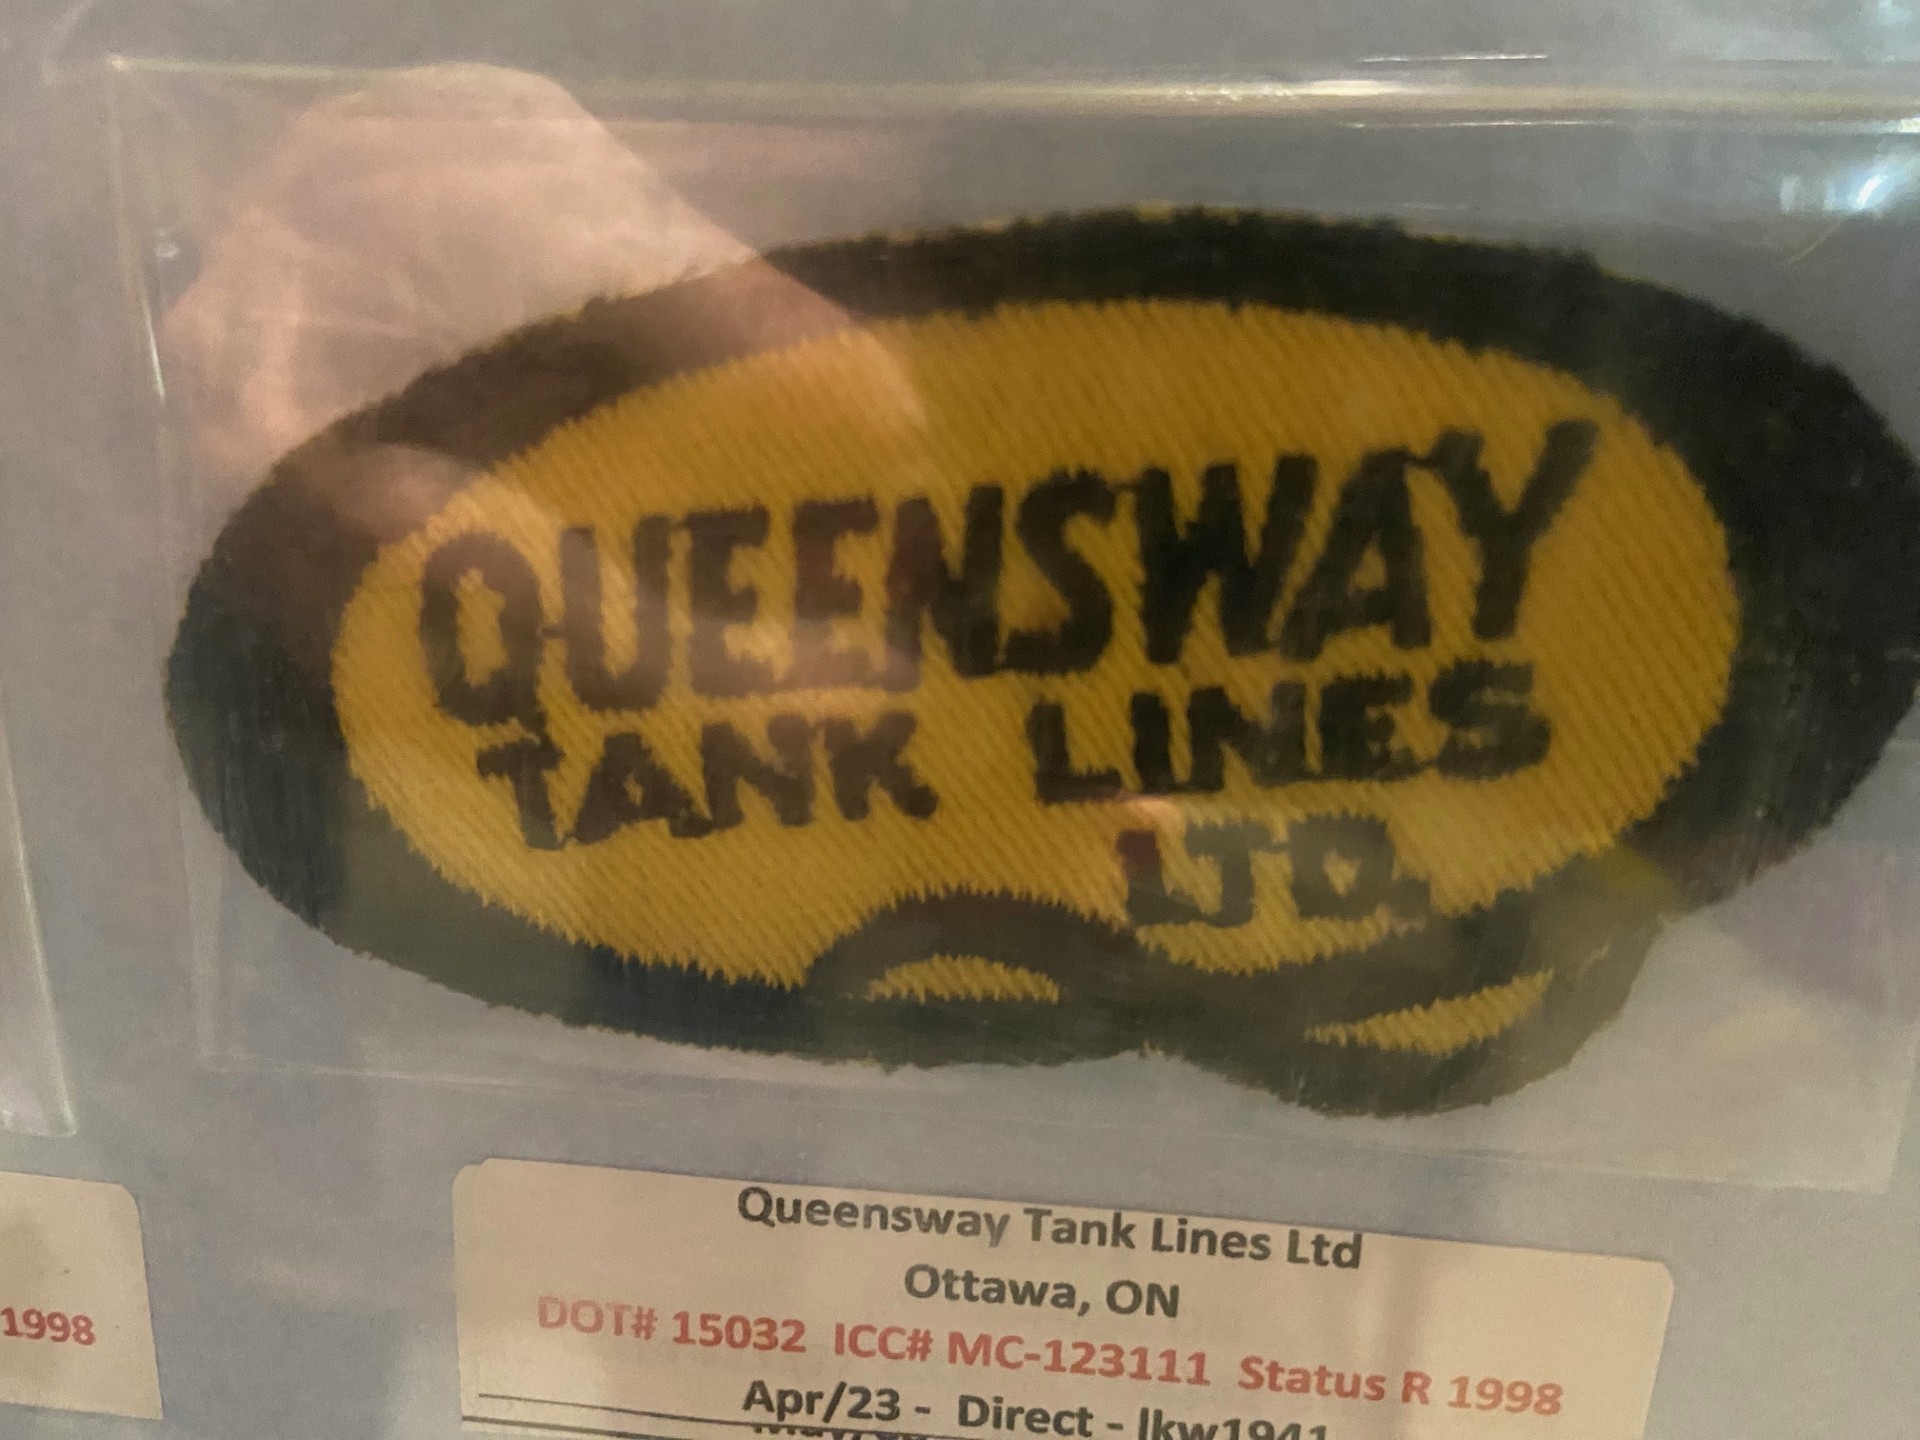 QUEENSWAY
TANK LINES
LTD.
Queensway Tank Lines Ltd
Ottawa, ON
DOT# 15032 ICC# MC-123111 Status R 1998
1998
Apr/23 - Direct - lkw1941